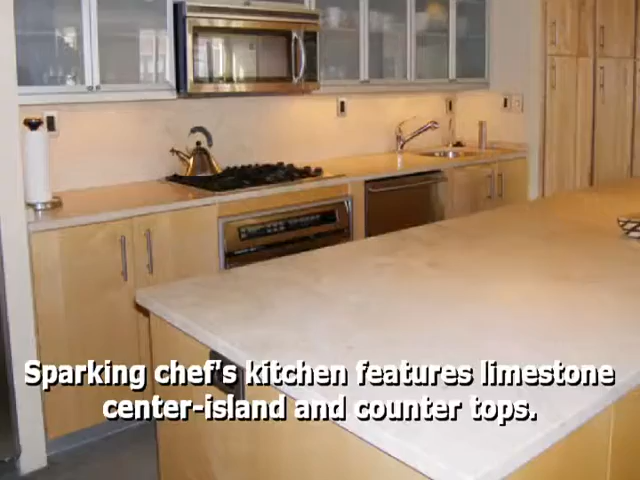 Sparking chef's kitchen features limestone
center-island and counter tops.